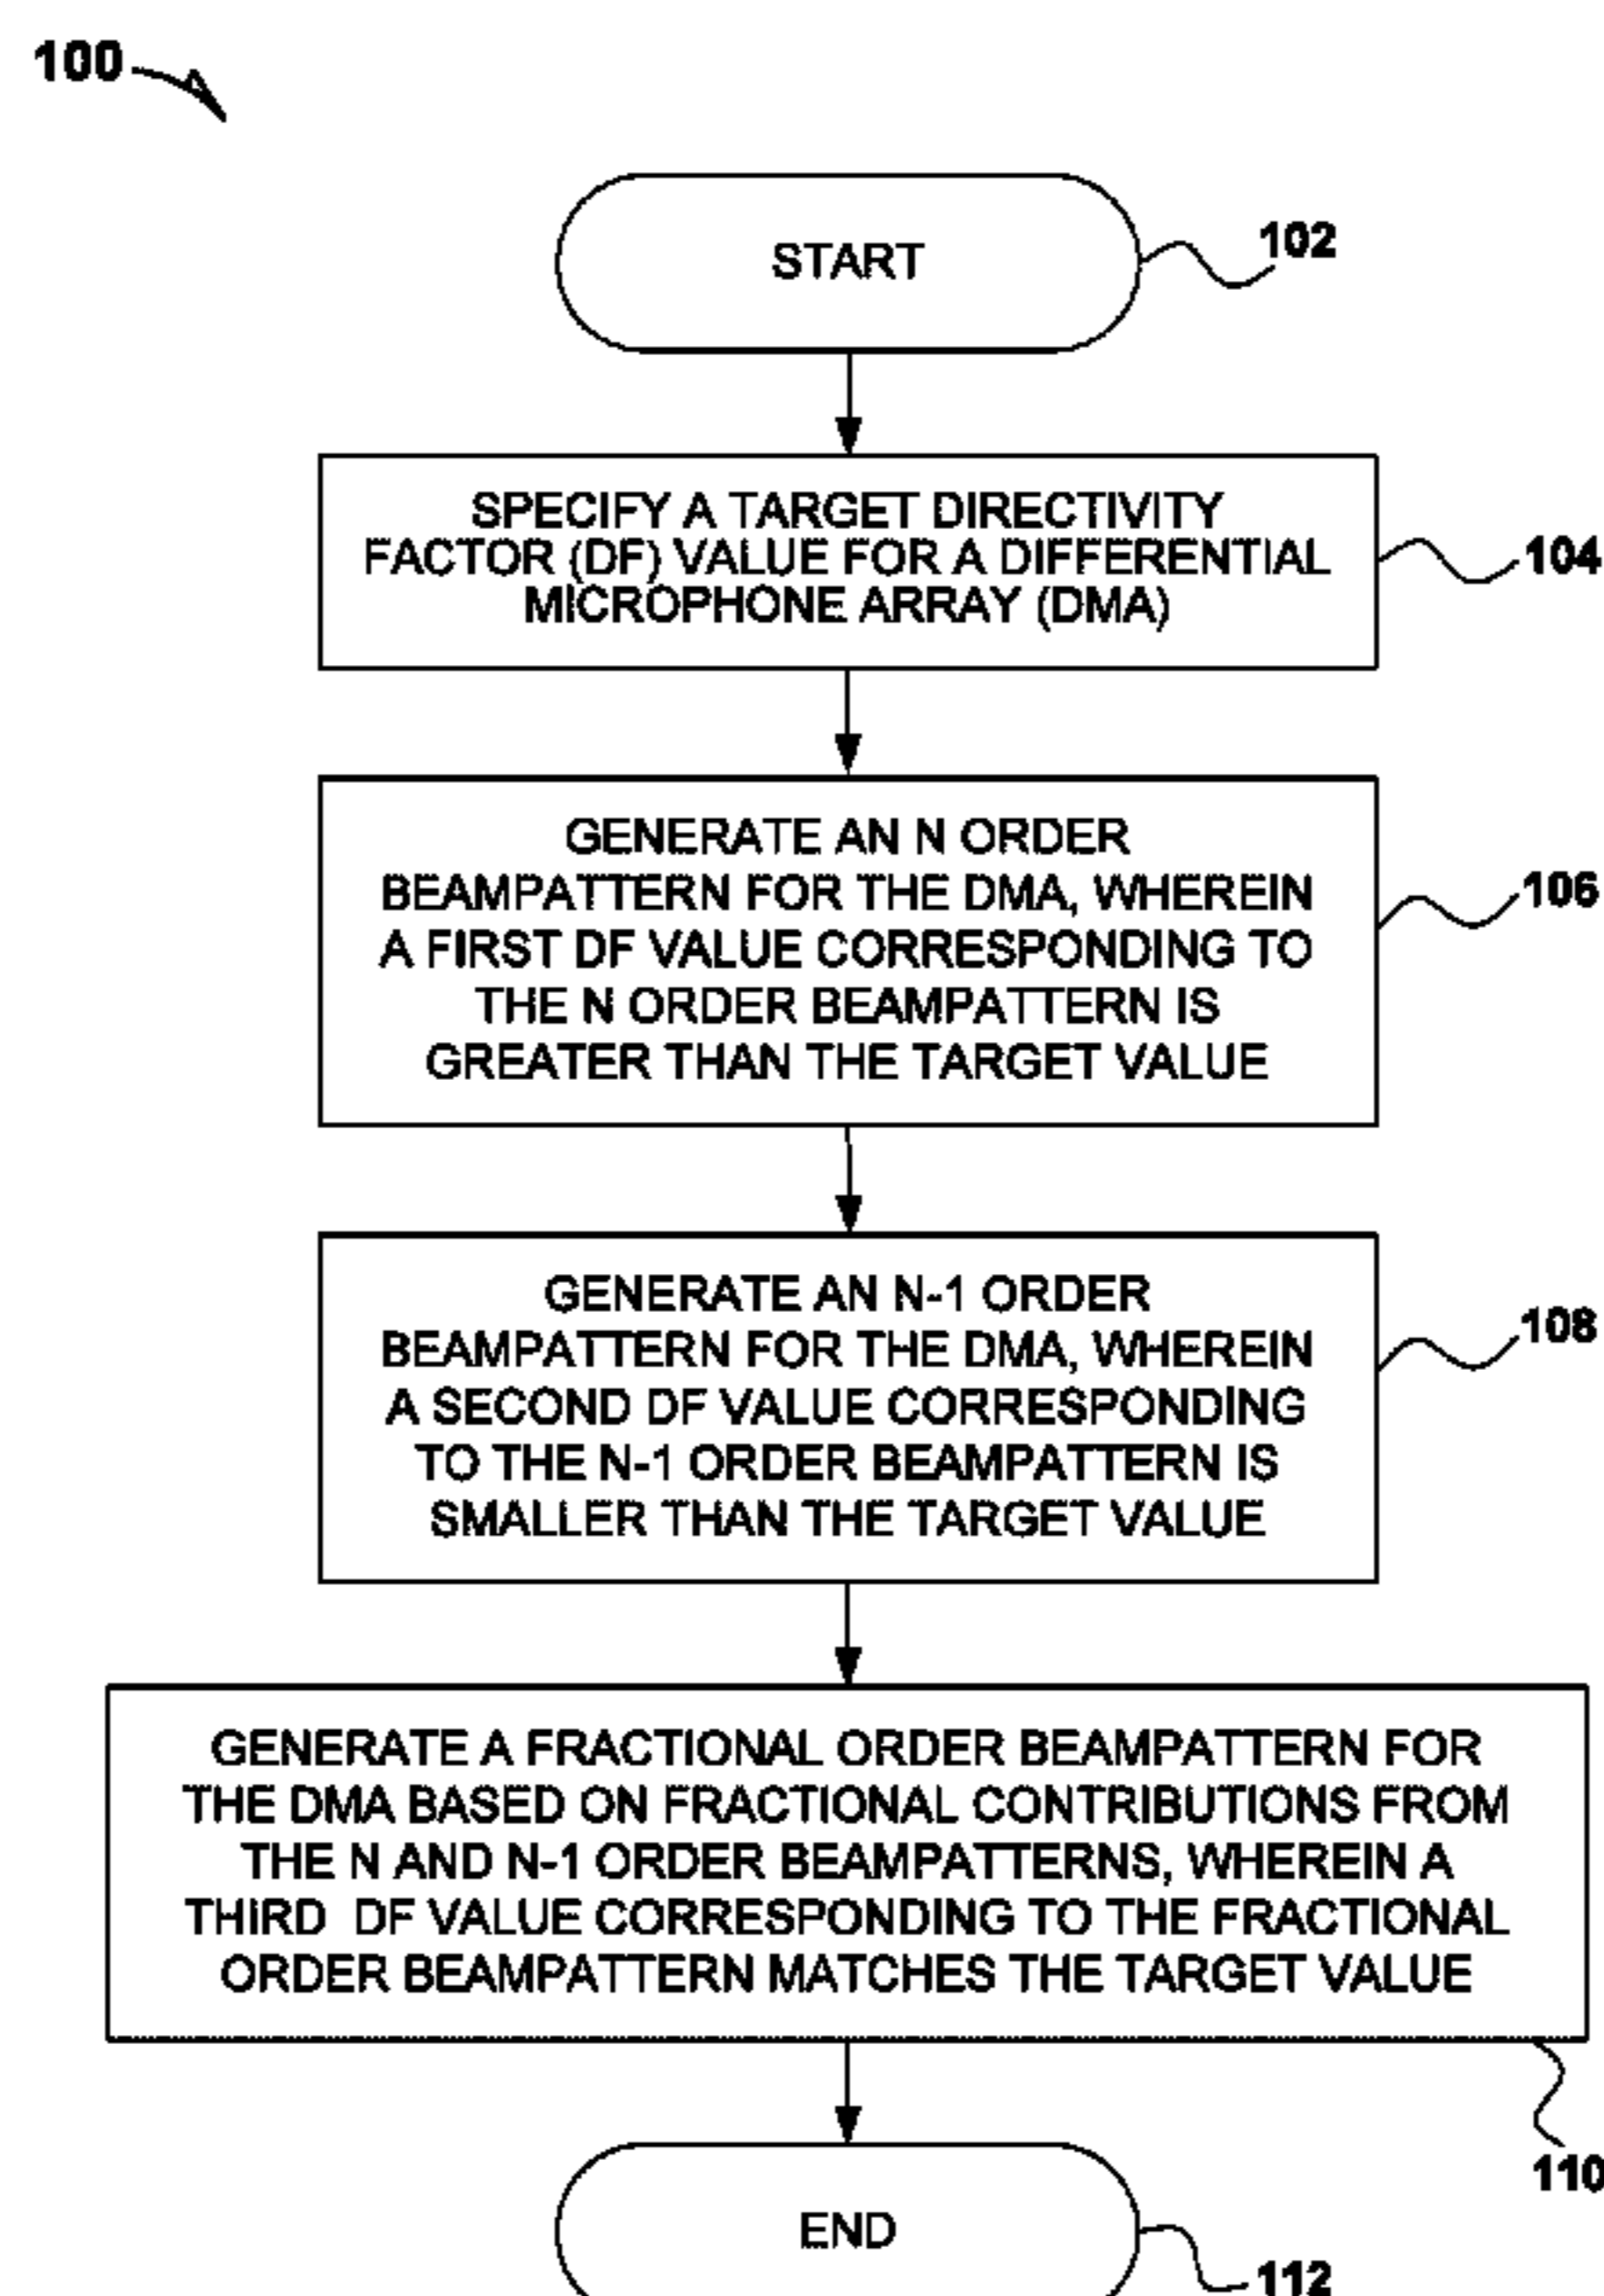 100
START
102
SPECIFY A TARGET DIRECTIVITY
FACTOR (DF) VALUE FOR A DIFFERENTIAL
MICROPHONE ARRAY (DMA)
104
GENERATE AN N ORDER
BEAMPATTERN FOR THE DMA, WHEREIN
A FIRST DF VALUE CORRESPONDING TO
THE N ORDER BEAMPATTERN IS
GREATER THAN THE TARGET VALUE
106
GENERATE AN N-1 ORDER
BEAMPATTERN FOR THE DMA, WHEREIN
A SECOND DF VALUE CORRESPONDING
TO THE N-1 ORDER BEAMPATTERN IS
SMALLER THAN THE TARGET VALUE
108
GENERATE A FRACTIONAL ORDER BEAMPATTERN FOR
THE DMA BASED ON FRACTIONAL CONTRIBUTIONS FROM
THE N AND N-1 ORDER BEAMPATTERNS, WHEREIN A
THIRD DF VALUE CORRESPONDING TO THE FRACTIONAL
ORDER BEAMPATTERN MATCHES THE TARGET VALUE
110
END
112